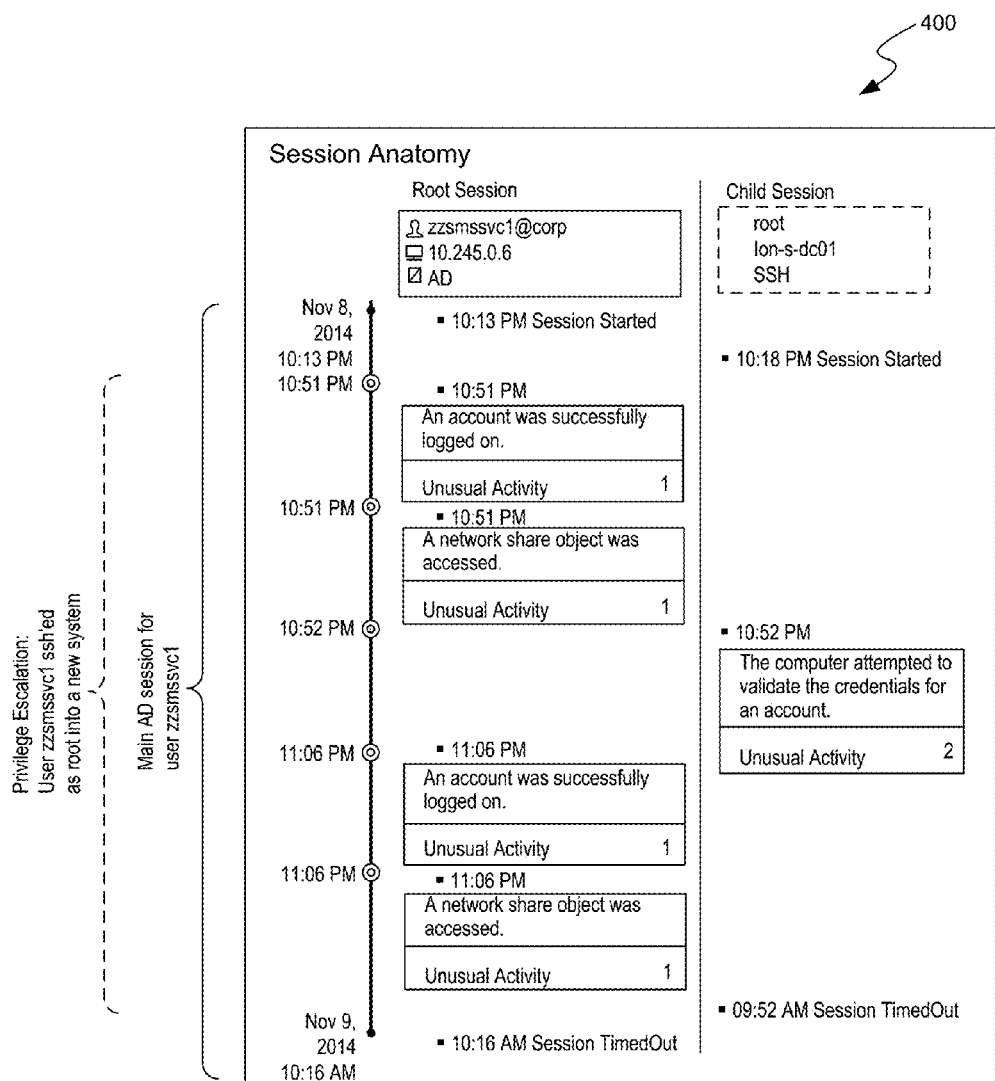 400
Session Anatomy
Root Session
zzsmssvc1@corp
10.245.0.6
AD
Child Session
root
lon-s-dc01
SSH
Nov 8,
2014
10:13 PM
▪ 10:13 PM Session Started
▪ 10:18 PM Session Started
10:51 PM
▪ 10:51 PM
An account was successfully
logged on.
Unusual Activity 1
10:51 PM
▪ 10:51 PM
A network share object was
accessed.
Unusual Activity 1
10:52 PM
▪ 10:52 PM
The computer attempted to
validate the credentials for
an account.
Unusual Activity 2
11:06 PM
▪ 11:06 PM
An account was successfully
logged on.
Unusual Activity 1
11:06 PM
▪ 11:06 PM
A network share object was
accessed.
Unusual Activity 1
▪ 09:52 AM Session TimedOut
Nov 9,
2014
10:16 AM
▪ 10:16 AM Session TimedOut
Privilege Escalation:
User zzsmssvc1 ssh'ed
as root into a new system
Main AD session for
user zzsmssvc1